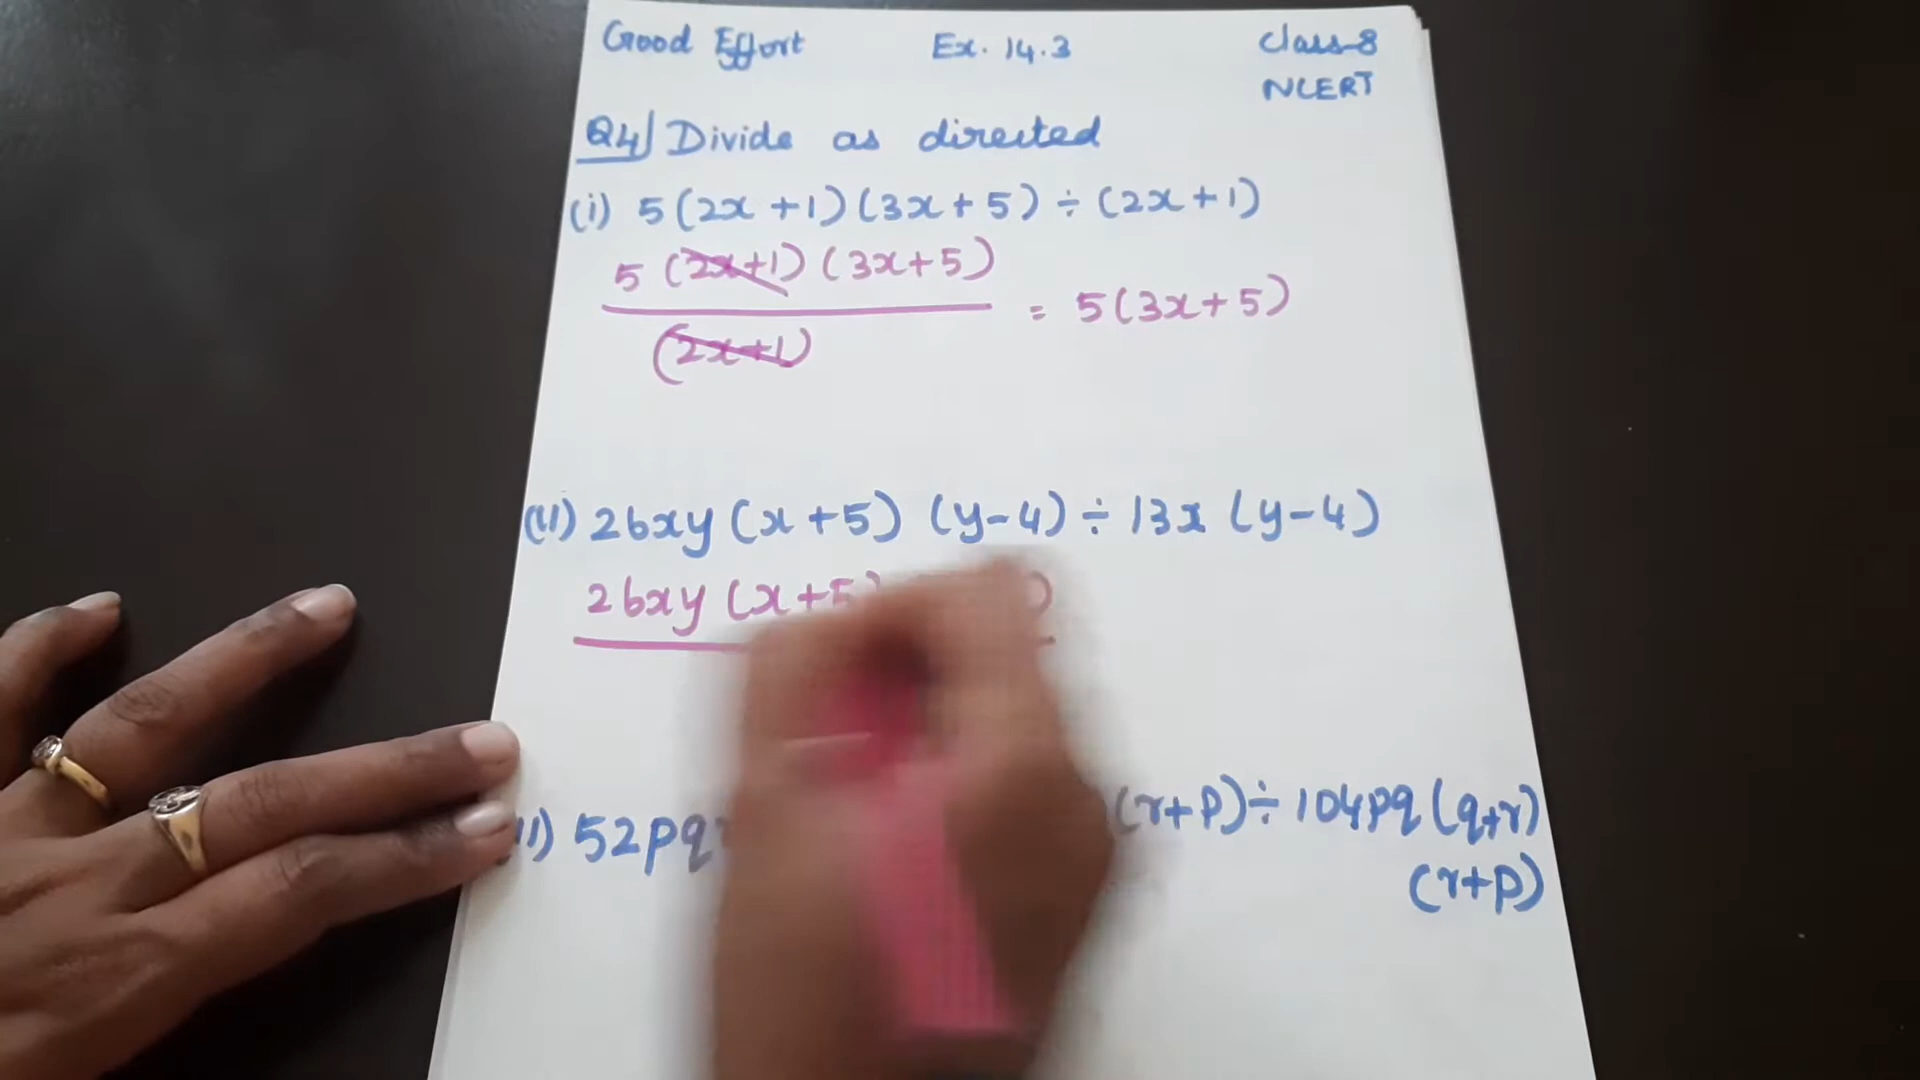 Good Effort Ex. 14.3 Class-8
NCERT
Q4/ Divide as directed
(i) 5(2x+1)(3x+5)÷(2x+1)
5(2x+1)(3x+5)
= 5(3x+5)
(2x+1)
(ii) 26xy(x+5)(y-4)÷13x(y-4)
26xy(x+5)
52pq (r+p)÷104pq(q+r)
(r+p)